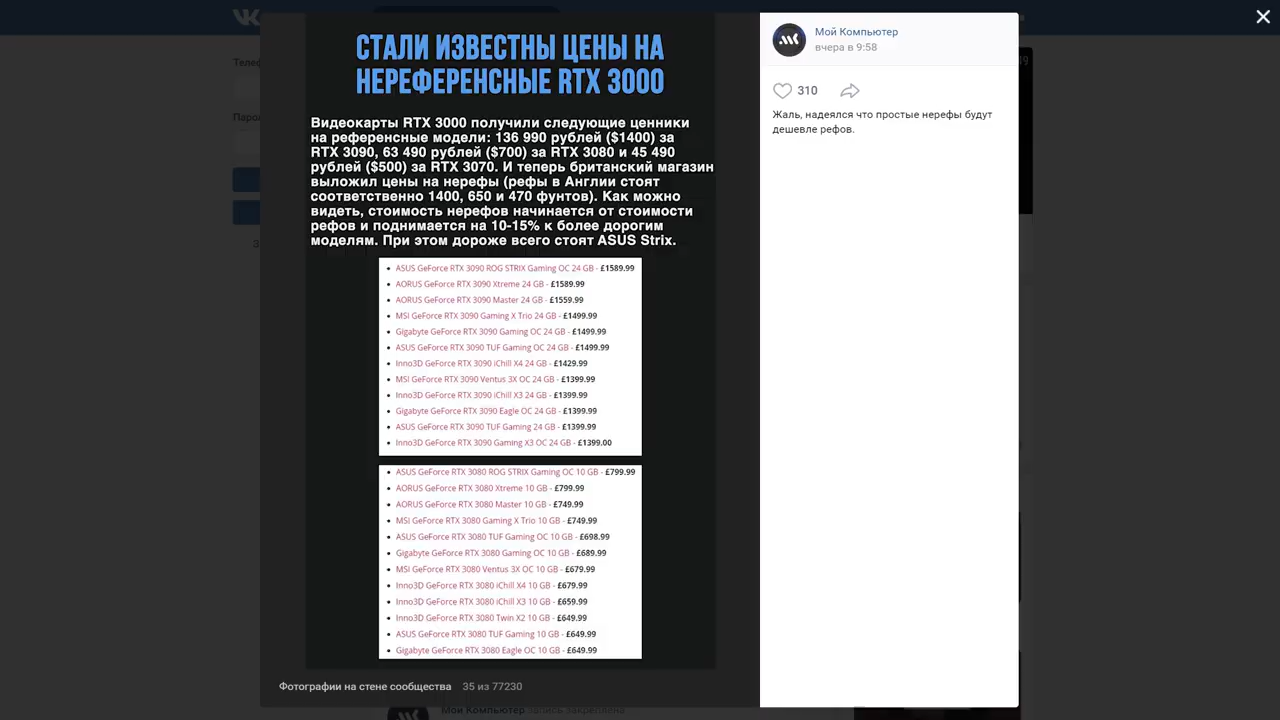 СТАЛИ ИЗВЕСТНЫ ЦЕНЫ НА
НЕРЕФЕРЕНСНЫЕ RTX 3000
Видеокарты RTX 3000 получили следующие ценники
на референсные модели: 136 990 рублей ($1400) за
RTX 3090, 63 490 рублей ($700) за RTX 3080 и 45 490
рублей ($500) за RTX 3070. И теперь британский магазин
выложил цены на нерефы (рефы в Англии стоят
соответственно 1400, 650 и 470 фунтов). Как можно
видеть, стоимость нерефов начинается от стоимости
рефов и поднимается на 10-15% к более дорогим
моделям. При этом дороже всего стоят ASUS Strix.
ASUS GeForce RTX 3090 ROG STRIX Gaming OC 24 GB - £1589.99
AORUS GeForce RTX 3090 Xtreme 24 GB - £1589.99
AORUS GeForce RTX 3090 Master 24 GB - £1559.99
MSI GeForce RTX 3090 Gaming X Trio 24 GB - £1499.99
Gigabyte GeForce RTX 3090 Gaming OC 24 GB - £1499.99
ASUS GeForce RTX 3090 TUF Gaming OC 24 GB - £1499.99
Inno3D GeForce RTX 3090 iChill X4 24 GB - £1429.99
MSI GeForce RTX 3090 Ventus 3X OC 24 GB - £1399.99
Inno3D GeForce RTX 3090 iChill X3 24 GB - £1399.99
Gigabyte GeForce RTX 3090 Eagle OC 24 GB - £1399.99
ASUS GeForce RTX 3090 TUF Gaming 24 GB - £1399.99
Inno3D GeForce RTX 3090 Gaming X3 OC 24 GB - £1399.00
ASUS GeForce RTX 3080 ROG STRIX Gaming OC 10 GB - £799.99
AORUS GeForce RTX 3080 Xtreme 10 GB - £799.99
AORUS GeForce RTX 3080 Master 10 GB - £749.99
MSI GeForce RTX 3080 Gaming X Trio 10 GB - £749.99
ASUS GeForce RTX 3080 TUF Gaming OC 10 GB - £698.99
Gigabyte GeForce RTX 3080 Gaming OC 10 GB - £689.99
MSI GeForce RTX 3080 Ventus 3X OC 10 GB - £679.99
Inno3D GeForce RTX 3080 iChill X4 10 GB - £679.99
Inno3D GeForce RTX 3080 iChill X3 10 GB - £659.99
Inno3D GeForce RTX 3080 Twin X2 10 GB - £649.99
ASUS GeForce RTX 3080 TUF Gaming 10 GB - £649.99
Gigabyte GeForce RTX 3080 Eagle OC 10 GB - £649.99
Фотографии на стене сообщества 35 из 77230
Мой Компьютер
вчера в 9:58
310
Жаль, надеялся что простые нерефы будут
дешевле рефов.
Мой Компьютер запись закреплена